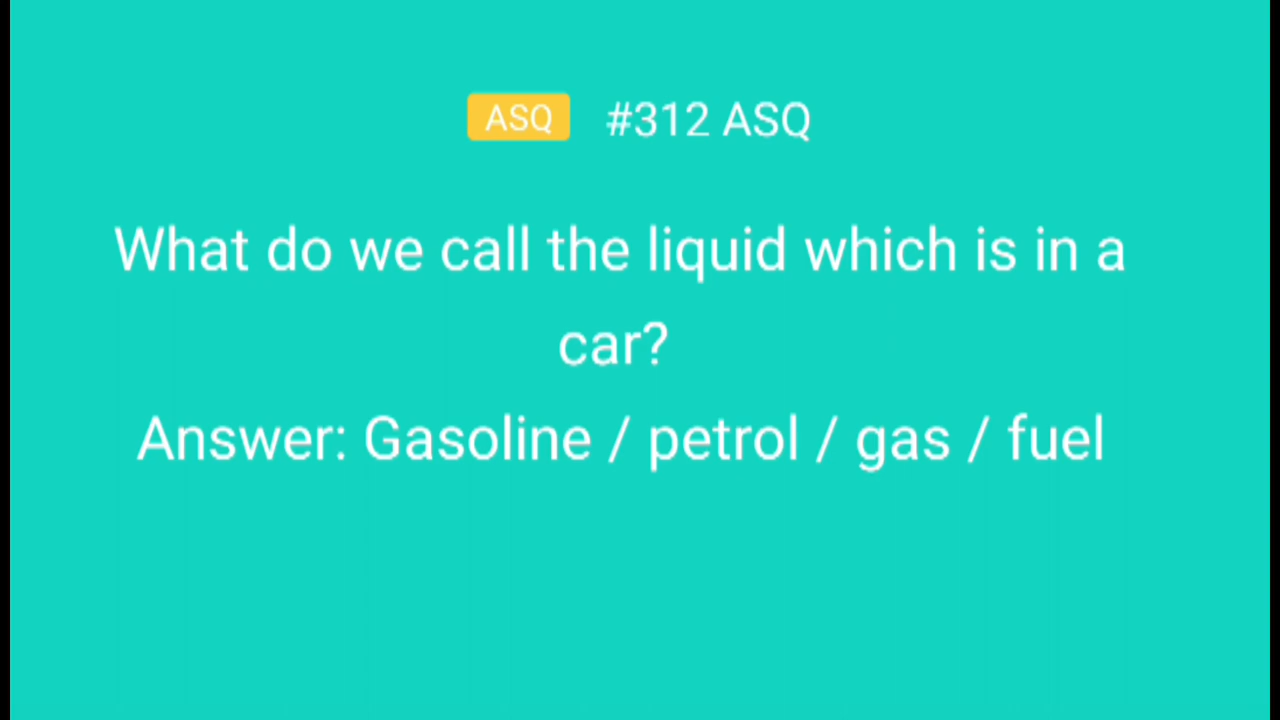 ASQ #312 ASQ
What do we call the liquid which is in a
car?
Answer: Gasoline / petrol / gas / fuel